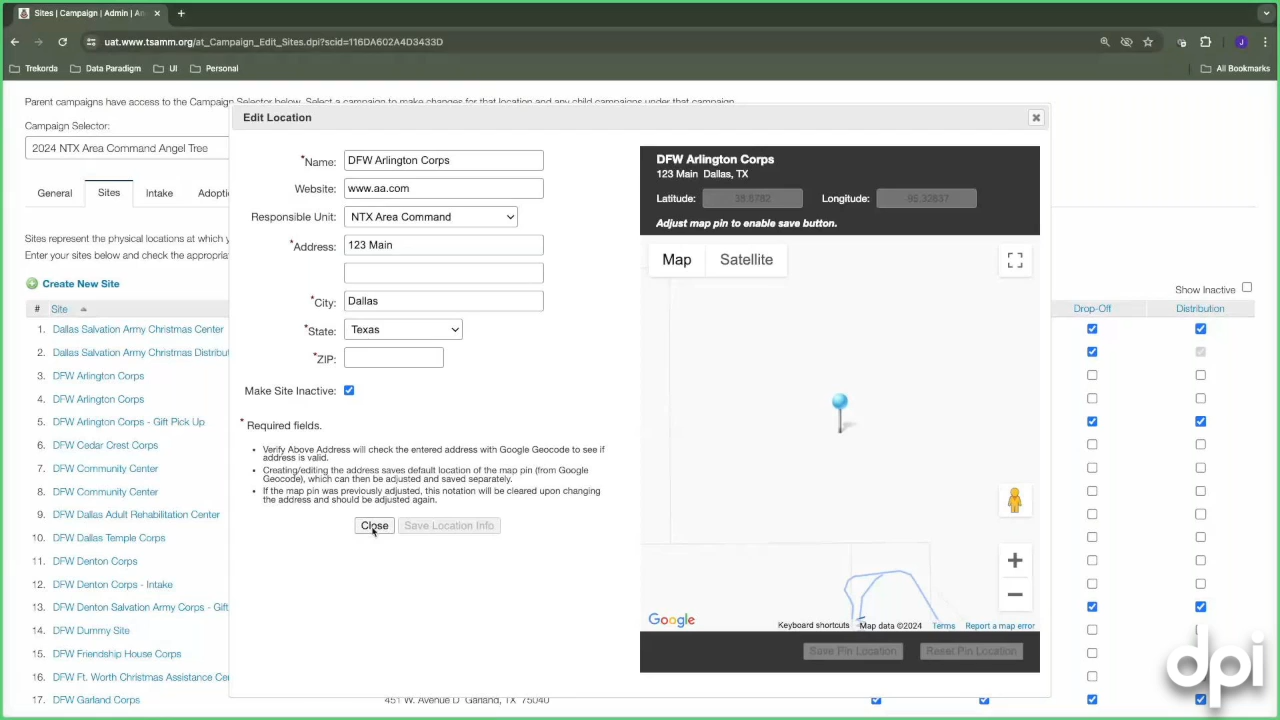 Sites | Campaign | Admin | An
uat.www.tsamm.org/at_Campaign_Edit_Sites.dpi?scid=116DA602A4D3433D
J
Trekorda
Data Paradigm
UI
Personal
All Bookmarks
Parent campaigns have access to the Campaign Selector below. Select a campaign to make changes for that location and any child campaigns under that campaign.
Campaign Selector:
2024 NTX Area Command Angel Tree
General
Sites
Intake
Adopti
Sites represent the physical locations at which y
Enter your sites below and check the appropria
Create New Site
Show Inactive
# Site
Drop-Off
Distribution
1. Dallas Salvation Army Christmas Center
2. Dallas Salvation Army Christmas Distribut
3. DFW Arlington Corps
4. DFW Arlington Corps
5. DFW Arlington Corps - Gift Pick Up
6. DFW Cedar Crest Corps
7. DFW Community Center
8. DFW Community Center
9. DFW Dallas Adult Rehabilitation Center
10. DFW Dallas Temple Corps
11. DFW Denton Corps
12. DFW Denton Corps - Intake
13. DFW Denton Salvation Army Corps - Gift
14. DFW Dummy Site
15. DFW Friendship House Corps
16. DFW Ft. Worth Christmas Assistance Ce
17. DFW Garland Corps
451 W. Avenue D Garland, TX 75040
Edit Location
*Name: DFW Arlington Corps
Website: www.aa.com
Responsible Unit: NTX Area Command
*Address: 123 Main
*City: Dallas
*State: Texas
*ZIP:
Make Site Inactive:
* Required fields.
• Verify Above Address will check the entered address with Google Geocode to see if
address is valid.
• Creating/editing the address saves default location of the map pin (from Google
Geocode), which can then be adjusted and saved separately.
• If the map pin was previously adjusted, this notation will be cleared upon changing
the address and should be adjusted again.
Close
Save Location Info
DFW Arlington Corps
123 Main Dallas, TX
Latitude: 38.6782
Longitude: 95.32837
Adjust map pin to enable save button.
Map
Satellite
Google
Keyboard shortcuts
Map data ©2024
Terms
Report a map error
Save Pin Location
Reset Pin Location
dpi